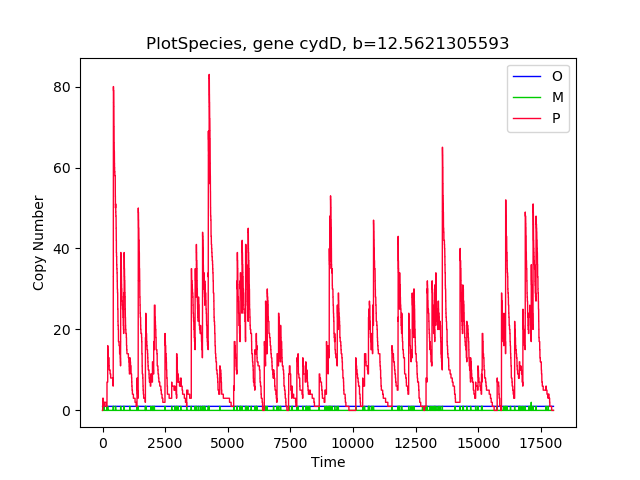 PlotSpecies, gene cydD, b=12.5621305593
O
M
P
80
60
40
20
0
Copy Number
0 2500 5000 7500 10000 12500 15000 17500
Time